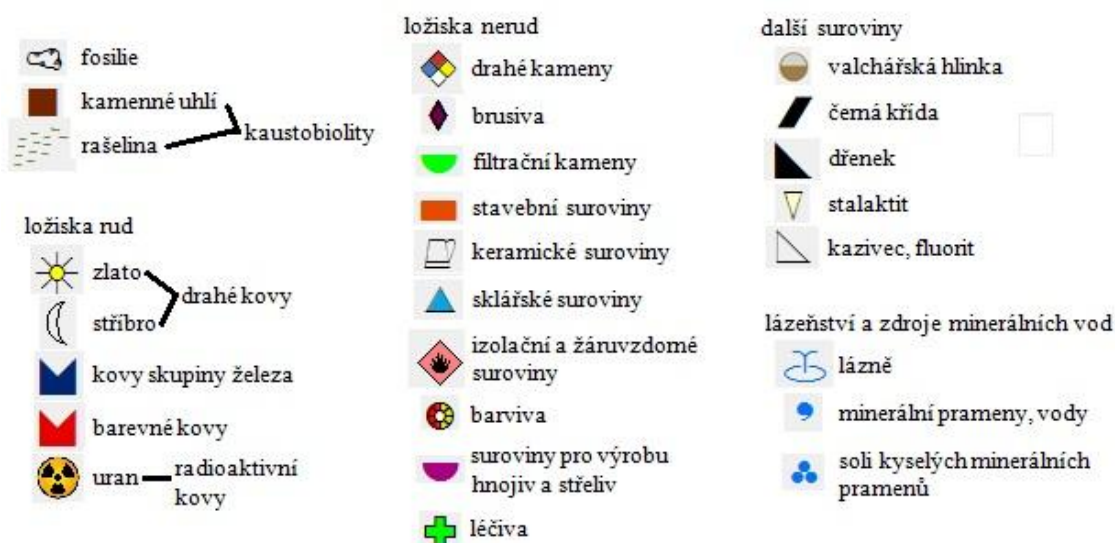 fosilie
kamenné uhlí
rašelina
kaustobiolity
ložiska rud
zlato
stříbro
drahé kovy
kovy skupiny železa
barevné kovy
uran
radioaktivní
kovy
ložiska nerud
drahé kameny
brusiva
filtrační kameny
stavební suroviny
keramické suroviny
sklářské suroviny
izolační a žáruvzdorné
suroviny
barviva
suroviny pro výrobu
hnojiv a střeliv
léčiva
další suroviny
valchářská hlinka
černá křída
dřenek
stalaktit
kazivec, fluorit
lázeňství a zdroje minerálních vod
lázně
minerální prameny, vody
soli kyselých minerálních
pramenů